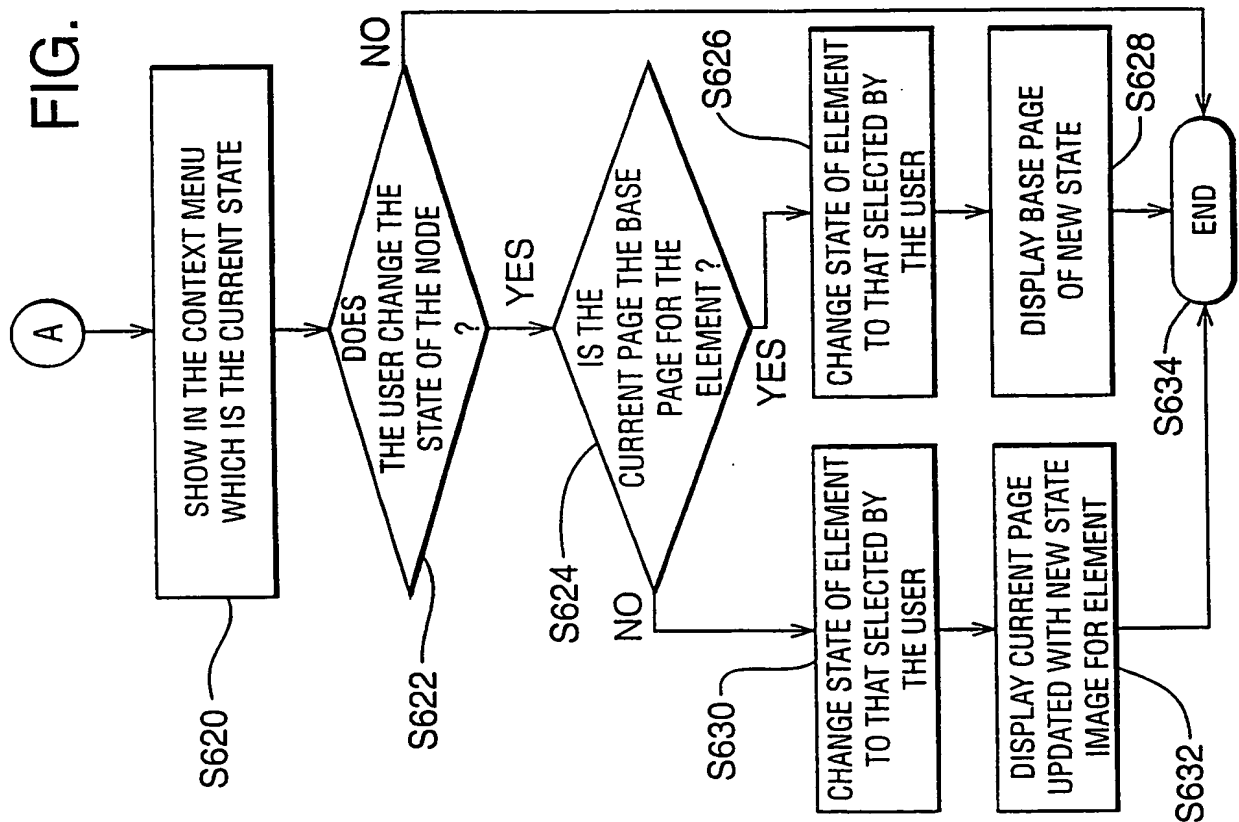 FIG.
A
SHOW IN THE CONTEXT MENU
WHICH IS THE CURRENT STATE
S620
DOES
THE USER CHANGE THE
STATE OF THE NODE
?
S622
NO
YES
IS THE
CURRENT PAGE THE BASE
PAGE FOR THE
ELEMENT ?
S624
NO
YES
CHANGE STATE OF ELEMENT
TO THAT SELECTED BY
THE USER
S630
CHANGE STATE OF ELEMENT
TO THAT SELECTED BY
THE USER
S626
DISPLAY CURRENT PAGE
UPDATED WITH NEW STATE
IMAGE FOR ELEMENT
S632
DISPLAY BASE PAGE
OF NEW STATE
S628
END
S634